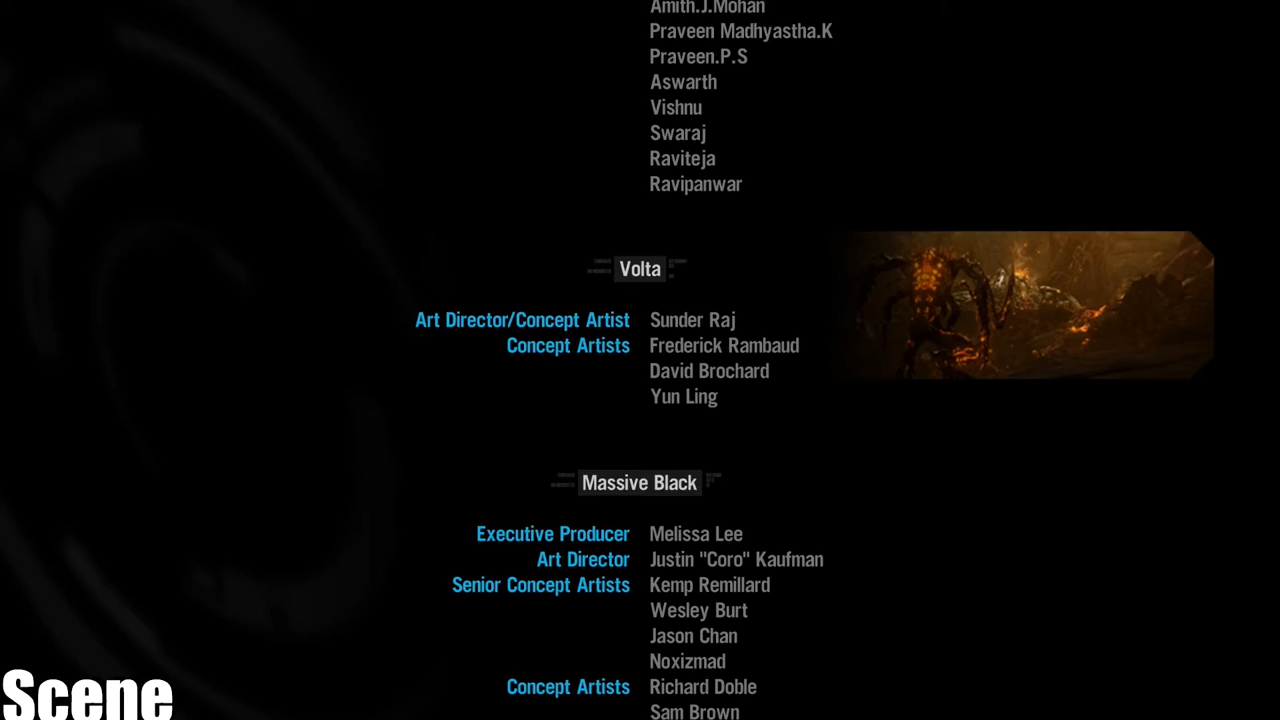 Amith.J.Mohan
Praveen Madhyastha.K
Praveen.P.S
Aswarth
Vishnu
Swaraj
Raviteja
Ravipanwar
Volta
Art Director/Concept Artist Sunder Raj
Concept Artists Frederick Rambaud
David Brochard
Yun Ling
Massive Black
Executive Producer Melissa Lee
Art Director Justin "Coro" Kaufman
Senior Concept Artists Kemp Remillard
Wesley Burt
Jason Chan
Noxizmad
Concept Artists Richard Doble
Sam Brown
Scene